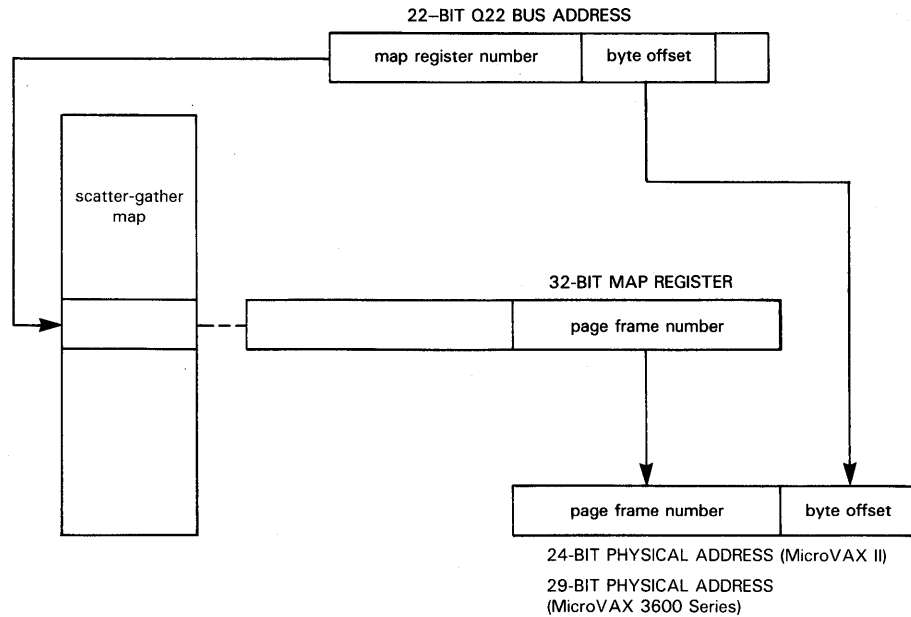 22–BIT Q22 BUS ADDRESS
map register number
byte offset
scatter-gather
map
32-BIT MAP REGISTER
page frame number
page frame number
byte offset
24-BIT PHYSICAL ADDRESS (MicroVAX II)
29-BIT PHYSICAL ADDRESS
(MicroVAX 3600 Series)